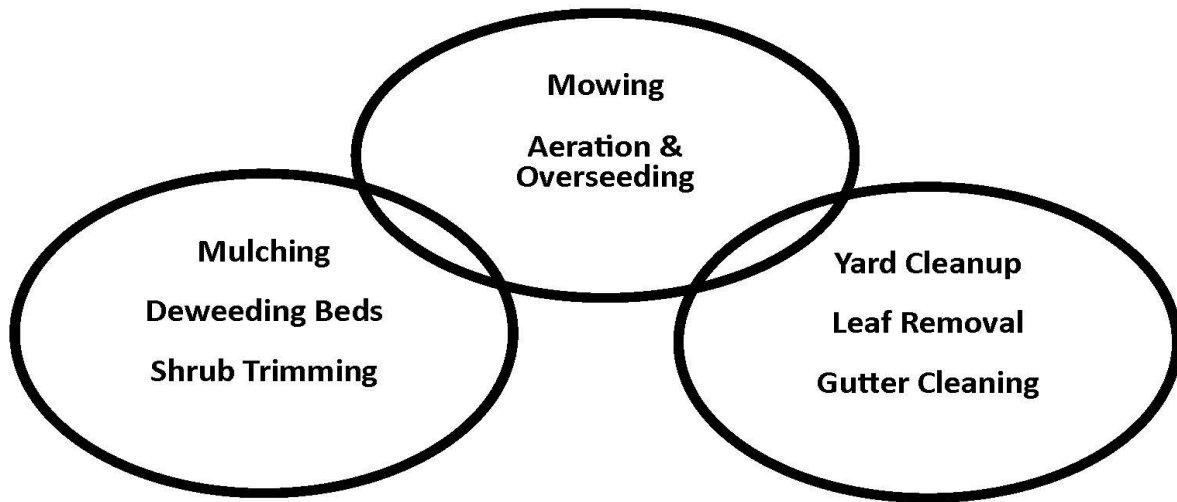 Mowing
Aeration &
Overseeding
Mulching
Deweeding Beds
Shrub Trimming
Yard Cleanup
Leaf Removal
Gutter Cleaning